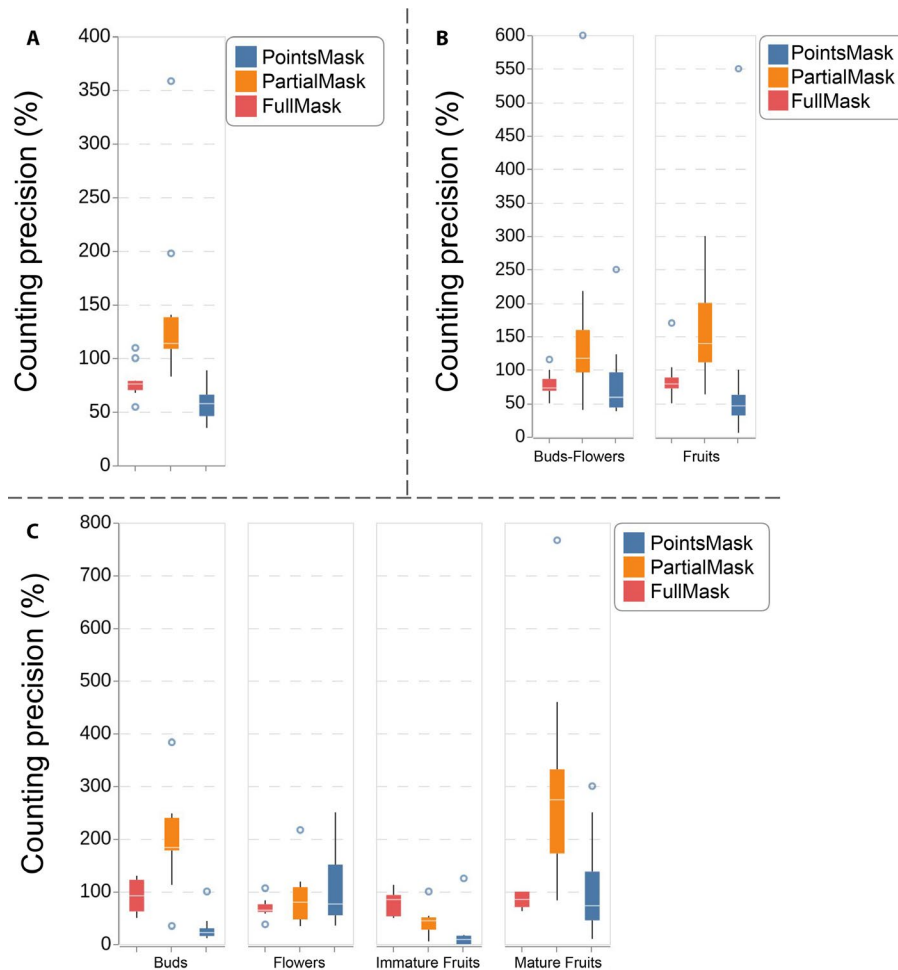 A
Counting precision (%)
400
350
300
250
200
150
100
50
0
PointsMask
PartialMask
FullMask
B
Counting precision (%)
600
550
500
450
400
350
300
250
200
150
100
50
0
Buds-Flowers
Fruits
PointsMask
PartialMask
FullMask
C
Counting precision (%)
800
700
600
500
400
300
200
100
0
Buds
Flowers
Immature Fruits
Mature Fruits
PointsMask
PartialMask
FullMask